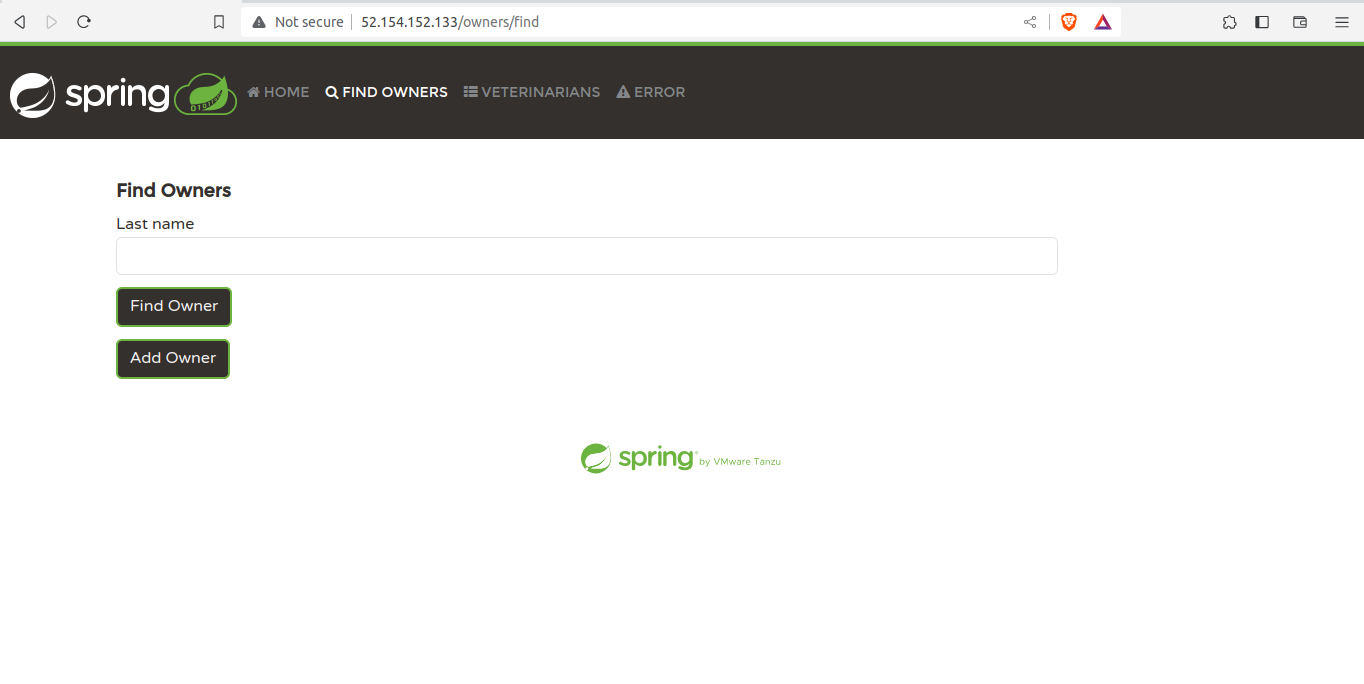 Not secure 52.154.152.133/owners/find
spring HOME FIND OWNERS VETERINARIANS ERROR
Find Owners
Last name
Find Owner
Add Owner
spring by VMware Tanzu